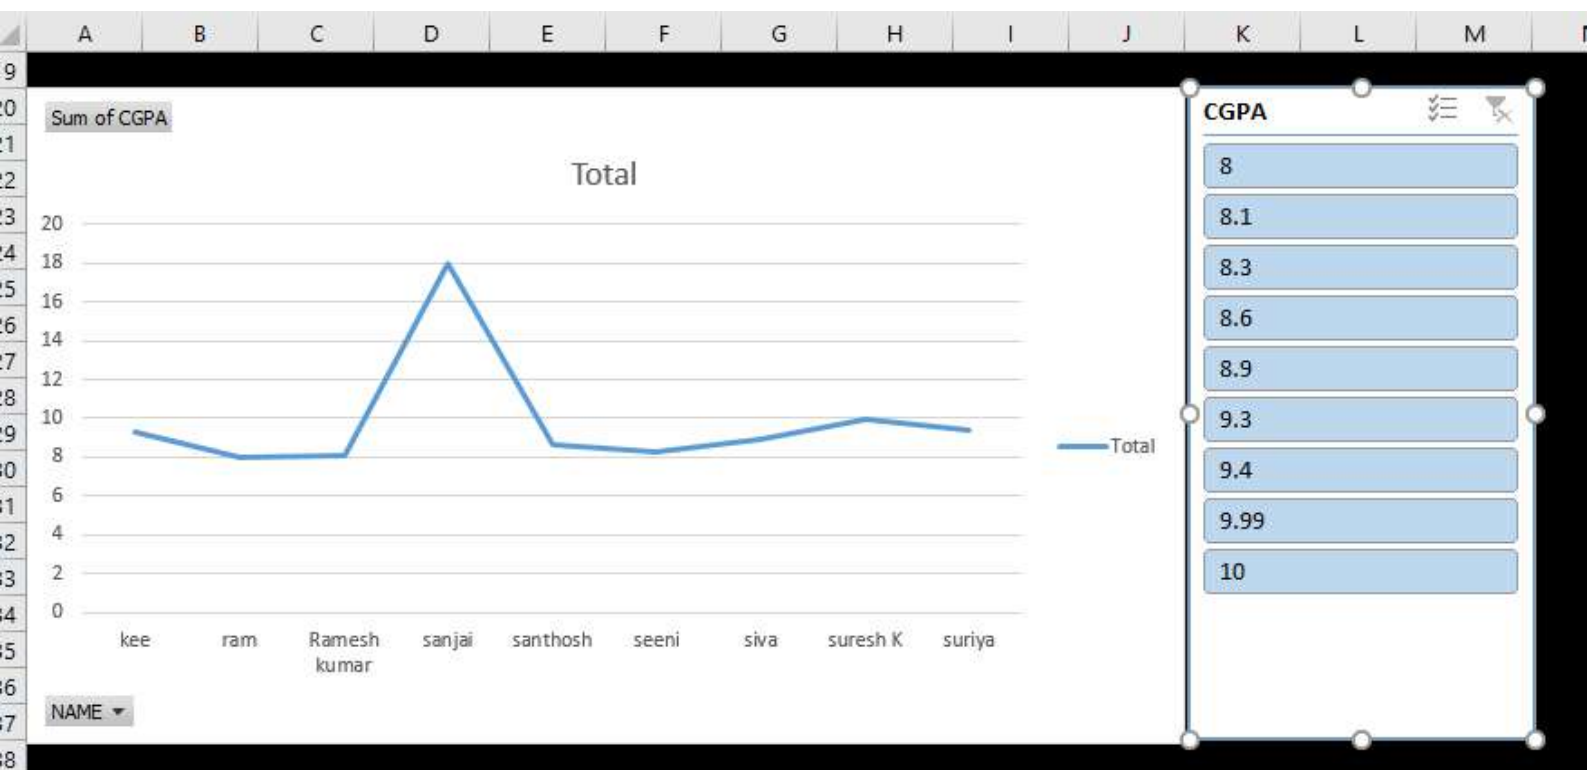 A B C D E F G H I J K L M
Sum of CGPA
Total
20
18
16
14
12
10
8
6
4
2
0
kee ram Ramesh kumar sanjai santhosh seeni siva suresh K suriya
Total
NAME
CGPA
8
8.1
8.3
8.6
8.9
9.3
9.4
9.99
10